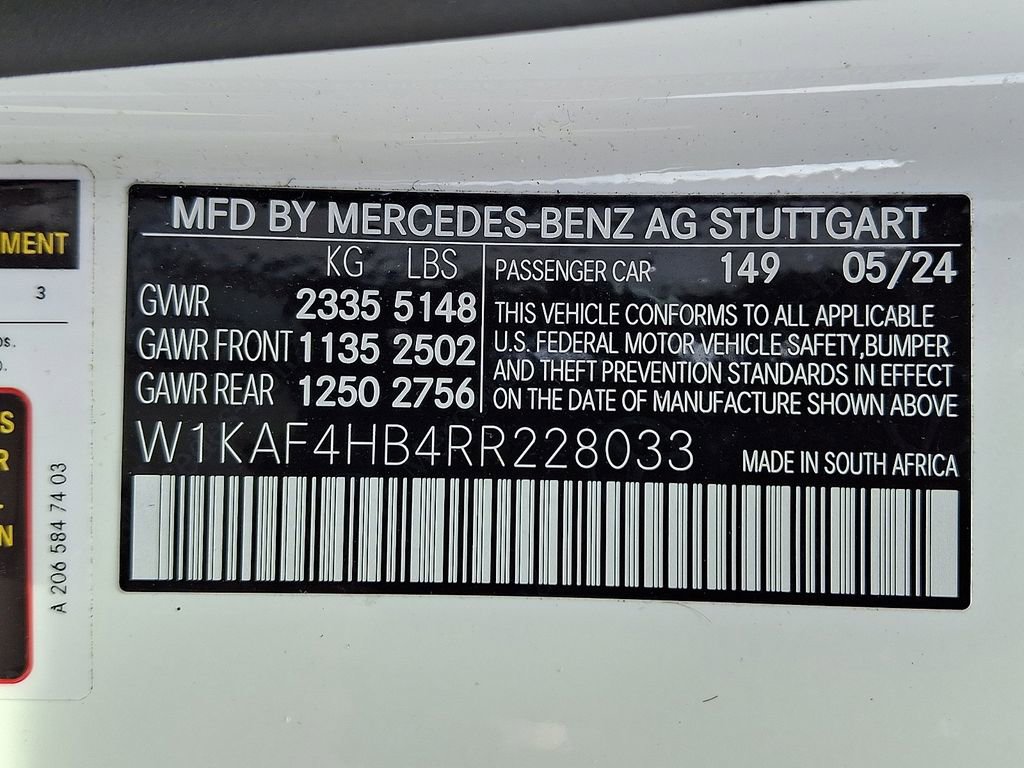 MFD BY MERCEDES-BENZ AG STUTTGART
KG LBS
GVWR 2335 5148
GAWR FRONT 1135 2502
GAWR REAR 1250 2756
PASSENGER CAR 149 05/24
THIS VEHICLE CONFORMS TO ALL APPLICABLE
U.S. FEDERAL MOTOR VEHICLE SAFETY,BUMPER
AND THEFT PREVENTION STANDARDS IN EFFECT
ON THE DATE OF MANUFACTURE SHOWN ABOVE
W1KAF4HB4RR228033
MADE IN SOUTH AFRICA
3
A 206 584 74 03